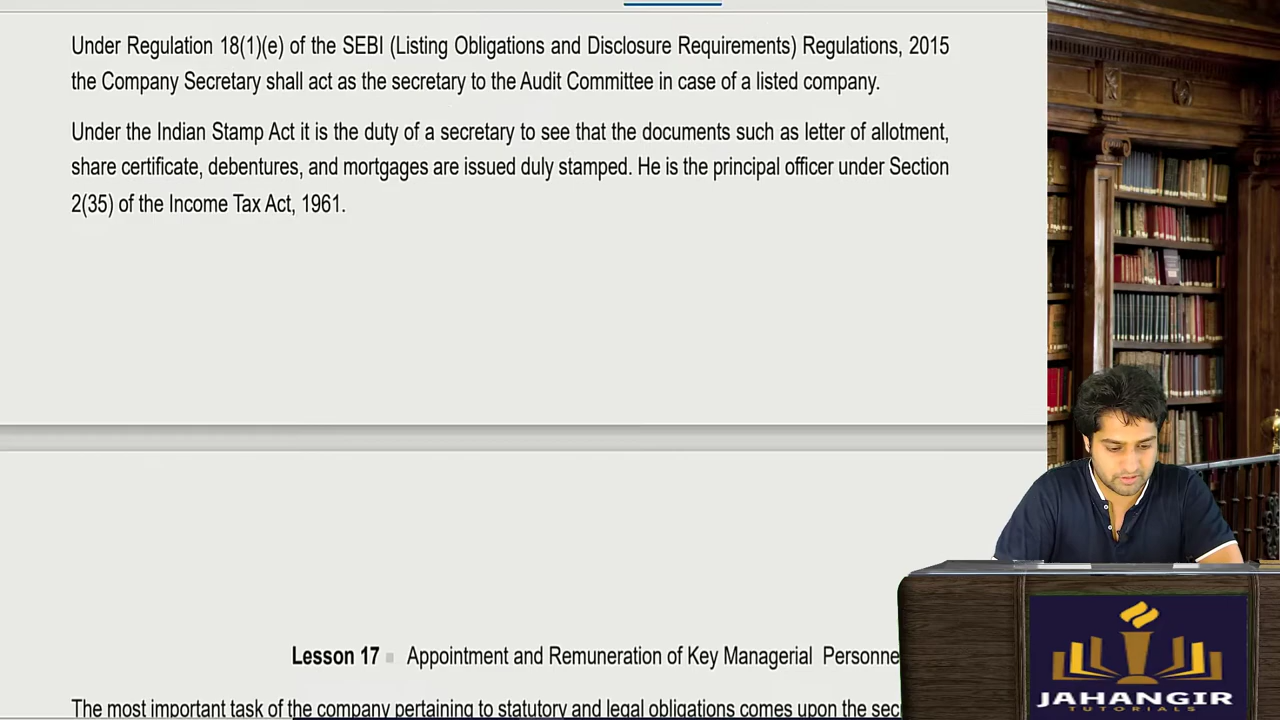 Under Regulation 18(1)(e) of the SEBI (Listing Obligations and Disclosure Requirements) Regulations, 2015
the Company Secretary shall act as the secretary to the Audit Committee in case of a listed company.
Under the Indian Stamp Act it is the duty of a secretary to see that the documents such as letter of allotment,
share certificate, debentures, and mortgages are issued duly stamped. He is the principal officer under Section
2(35) of the Income Tax Act, 1961.
Lesson 17 ▪ Appointment and Remuneration of Key Managerial Personne
The most important task of the company pertaining to statutory and legal obligations comes upon the sec
JAHANGIR
TUTORIALS